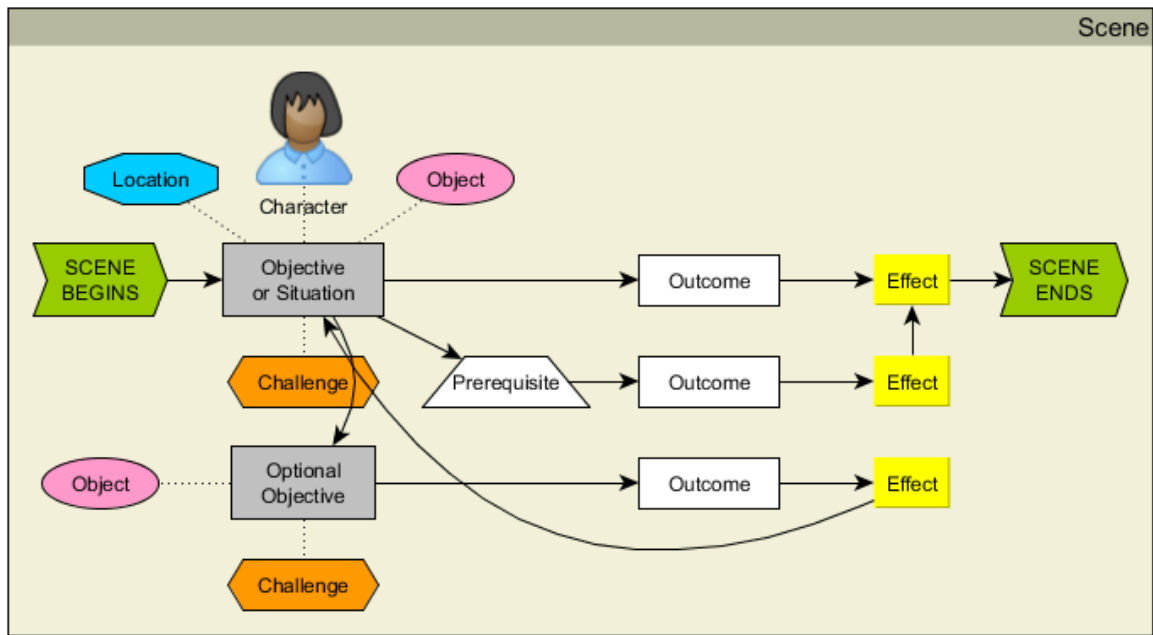 Scene
Location
Object
Character
SCENE
BEGINS
Objective
or Situation
Outcome
Effect
SCENE
ENDS
Challenge
Prerequisite
Outcome
Effect
Object
Optional
Objective
Outcome
Effect
Challenge